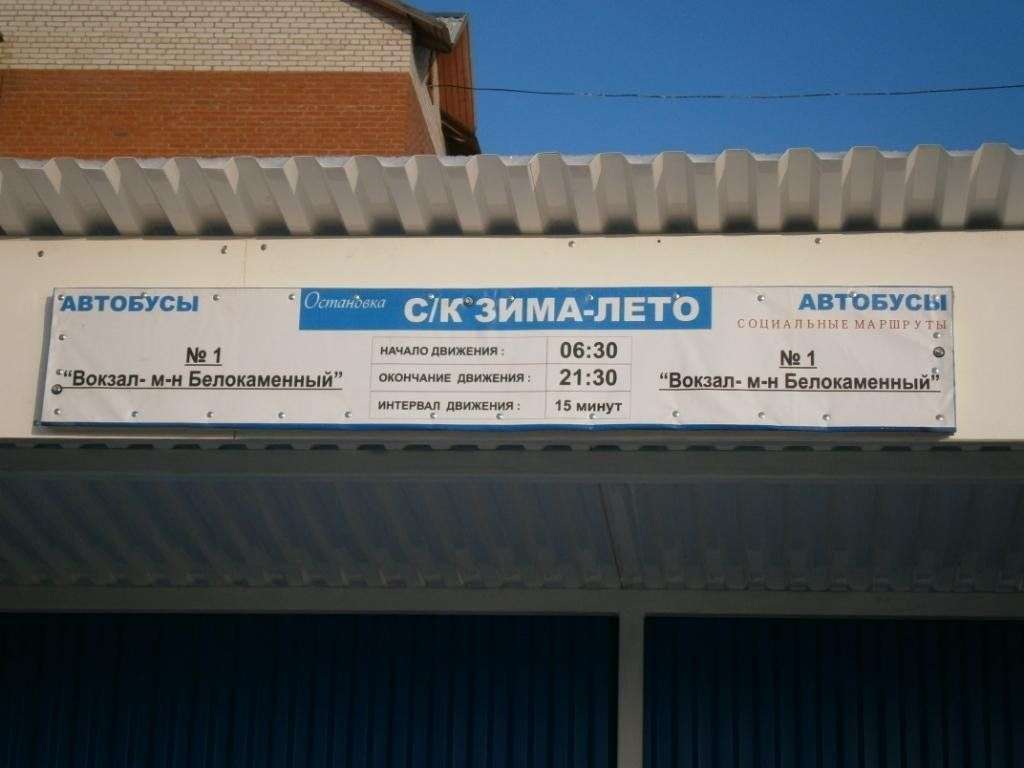 АВТОБУСЫ
№ 1
“Вокзал- м-н Белокаменный”
Остановка С/К ЗИМА-ЛЕТО
НАЧАЛО ДВИЖЕНИЯ : 06:30
ОКОНЧАНИЕ ДВИЖЕНИЯ : 21:30
ИНТЕРВАЛ ДВИЖЕНИЯ : 15 минут
АВТОБУСЫ
СОЦИАЛЬНЫЕ МАРШРУТЫ
№ 1
“Вокзал- м-н Белокаменный”